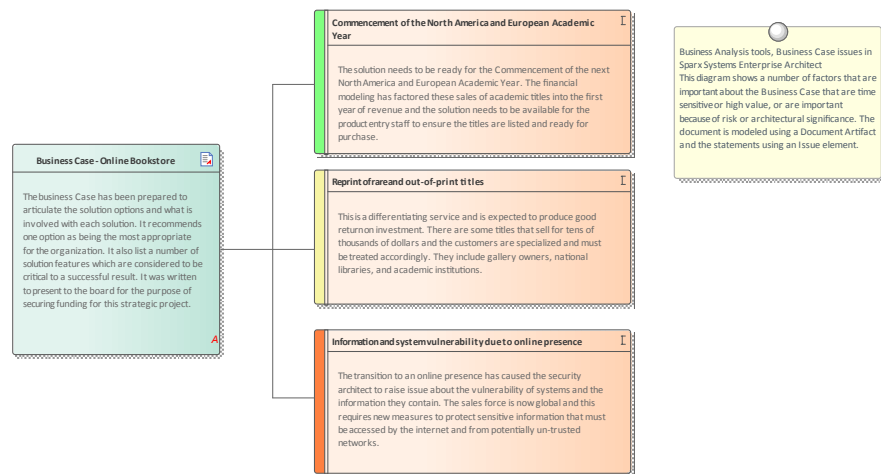 Business Case - Online Bookstore
The business Case has been prepared to
articulate the solution options and what is
involved with each solution. It recommends
one option as being the most appropriate
for the organization. It also list a number of
solution features which are considered to be
critical to a successful result. It was written
to present to the board for the purpose of
securing funding for this strategic project.
A
Commencement of the North America and European Academic
Year
The solution needs to be ready for the Commencement of the next
North America and European Academic Year. The financial
modeling has factored these sales of academic titles into the first
year of revenue and the solution needs to be available for the
product entry staff to ensure the titles are listed and ready for
purchase.
Reprint of rare and out-of-print titles
This is a differentiating service and is expected to produce good
return on investment. There are some titles that sell for tens of
thousands of dollars and the customers are specialized and must
be treated accordingly. They include gallery owners, national
libraries, and academic institutions.
Information and system vulnerability due to online presence
The transition to an online presence has caused the security
architect to raise issue about the vulnerability of systems and the
information they contain. The sales force is now global and this
requires new measures to protect sensitive information that must
be accessed by the internet and from potentially un-trusted
networks.
Business Analysis tools, Business Case issues in
Sparx Systems Enterprise Architect
This diagram shows a number of factors that are
important about the Business Case that are time
sensitive or high value, or are important
because of risk or architectural significance. The
document is modeled using a Document Artifact
and the statements using an Issue element.